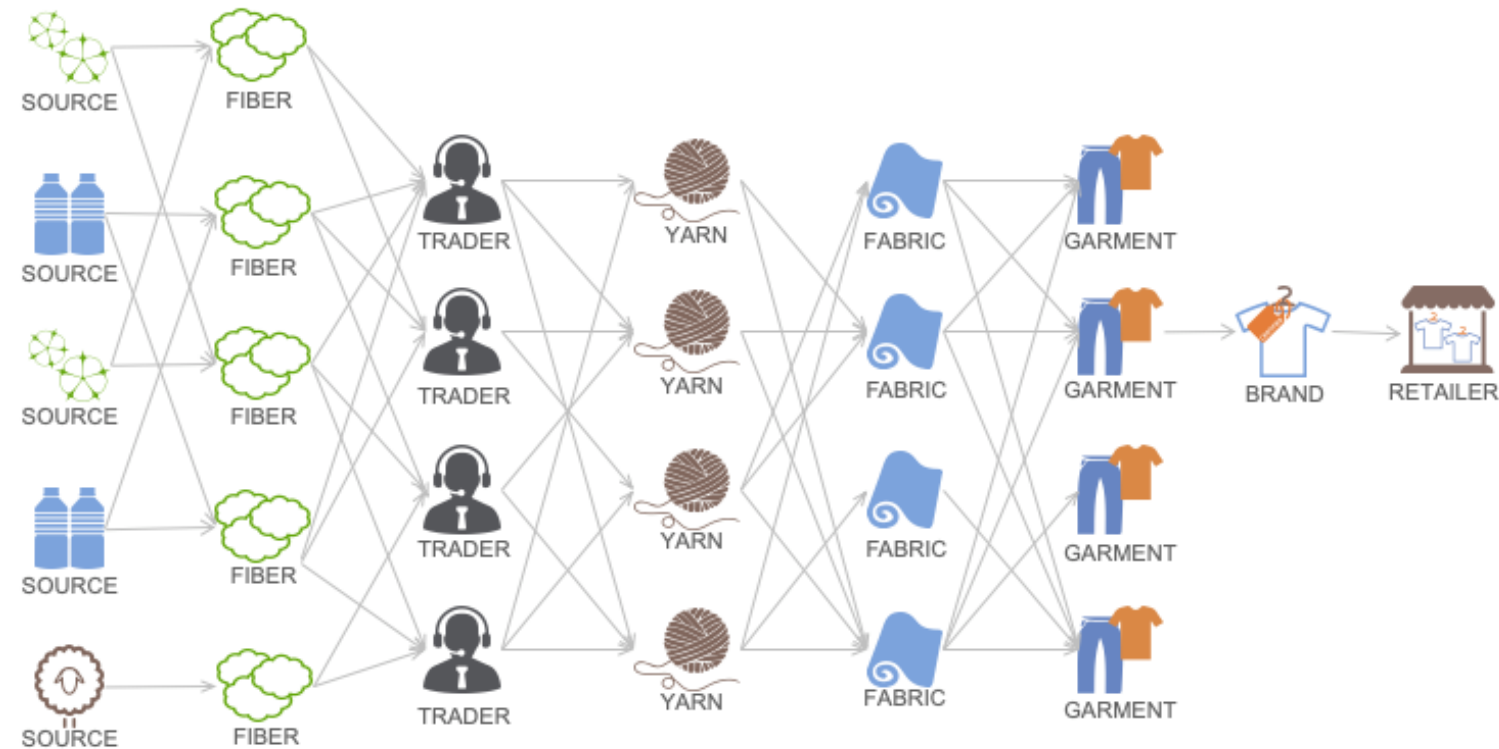 SOURCE
FIBER
SOURCE
FIBER
TRADER
YARN
FABRIC
GARMENT
SOURCE
FIBER
TRADER
YARN
FABRIC
GARMENT
BRAND
RETAILER
SOURCE
FIBER
TRADER
YARN
FABRIC
GARMENT
SOURCE
FIBER
TRADER
YARN
FABRIC
GARMENT